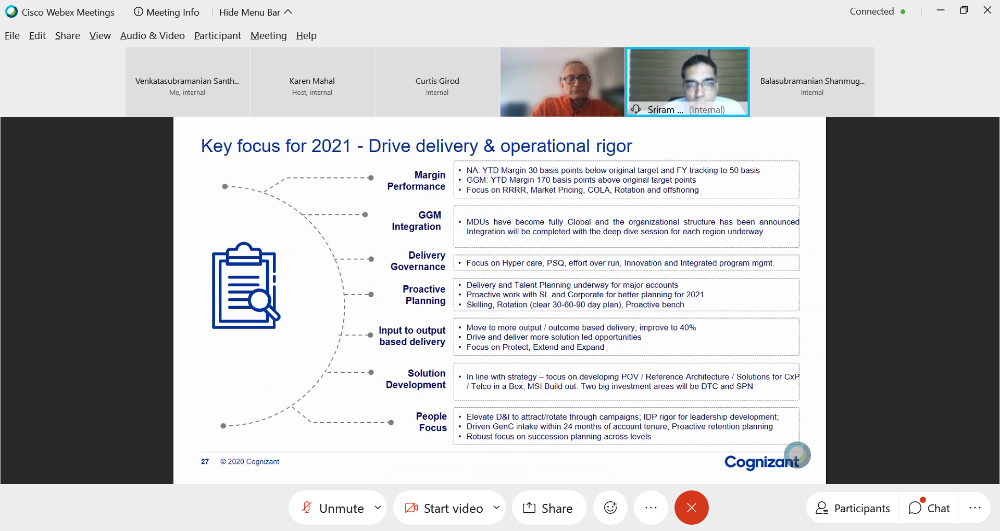 Cisco Webex Meetings
Meeting Info
Hide Menu Bar
Connected
File Edit Share View Audio & Video Participant Meeting Help
Venkatasubramanian Santh...
Me, internal
Karen Mahal
Host, internal
Curtis Girod
Internal
Sriram ... (Internal)
Balasubramanian Shanmug...
Internal
Key focus for 2021 - Drive delivery & operational rigor
Margin
Performance
• NA: YTD Margin 30 basis points below original target and FY tracking to 50 basis
• GGM: YTD Margin 170 basis points above original target points
• Focus on RRRR, Market Pricing, COLA, Rotation and offshoring
GGM
Integration
• MDUs have become fully Global and the organizational structure has been announced
Integration will be completed with the deep dive session for each region underway
Delivery
Governance
• Focus on Hyper care, PSQ, effort over run, Innovation and Integrated program mgmt.
Proactive
Planning
• Delivery and Talent Planning underway for major accounts
• Proactive work with SL and Corporate for better planning for 2021
• Skilling, Rotation (clear 30-60-90 day plan), Proactive bench
Input to output
based delivery
• Move to more output / outcome based delivery; improve to 40%
• Drive and deliver more solution led opportunities
• Focus on Protect, Extend and Expand
Solution
Development
• In line with strategy – focus on developing POV / Reference Architecture / Solutions for CxP
/ Telco in a Box; MSI Build out. Two big investment areas will be DTC and SPN
People
Focus
• Elevate D&I to attract/rotate through campaigns; IDP rigor for leadership development;
• Driven GenC intake within 24 months of account tenure; Proactive retention planning
• Robust focus on succession planning across levels
27 © 2020 Cognizant
Cognizant
Unmute
Start video
Share
Participants
Chat